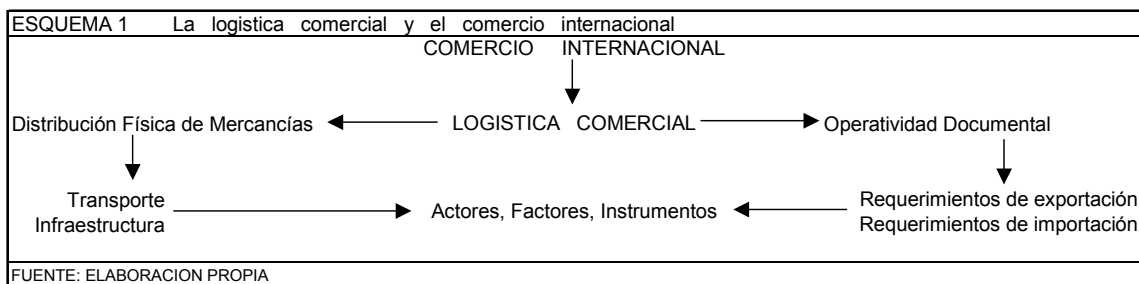 ESQUEMA 1 La logistica comercial y el comercio internacional
COMERCIO INTERNACIONAL
Distribución Física de Mercancías LOGISTICA COMERCIAL Operatividad Documental
Transporte
Infraestructura
Actores, Factores, Instrumentos
Requerimientos de exportación
Requerimientos de importación
FUENTE: ELABORACION PROPIA